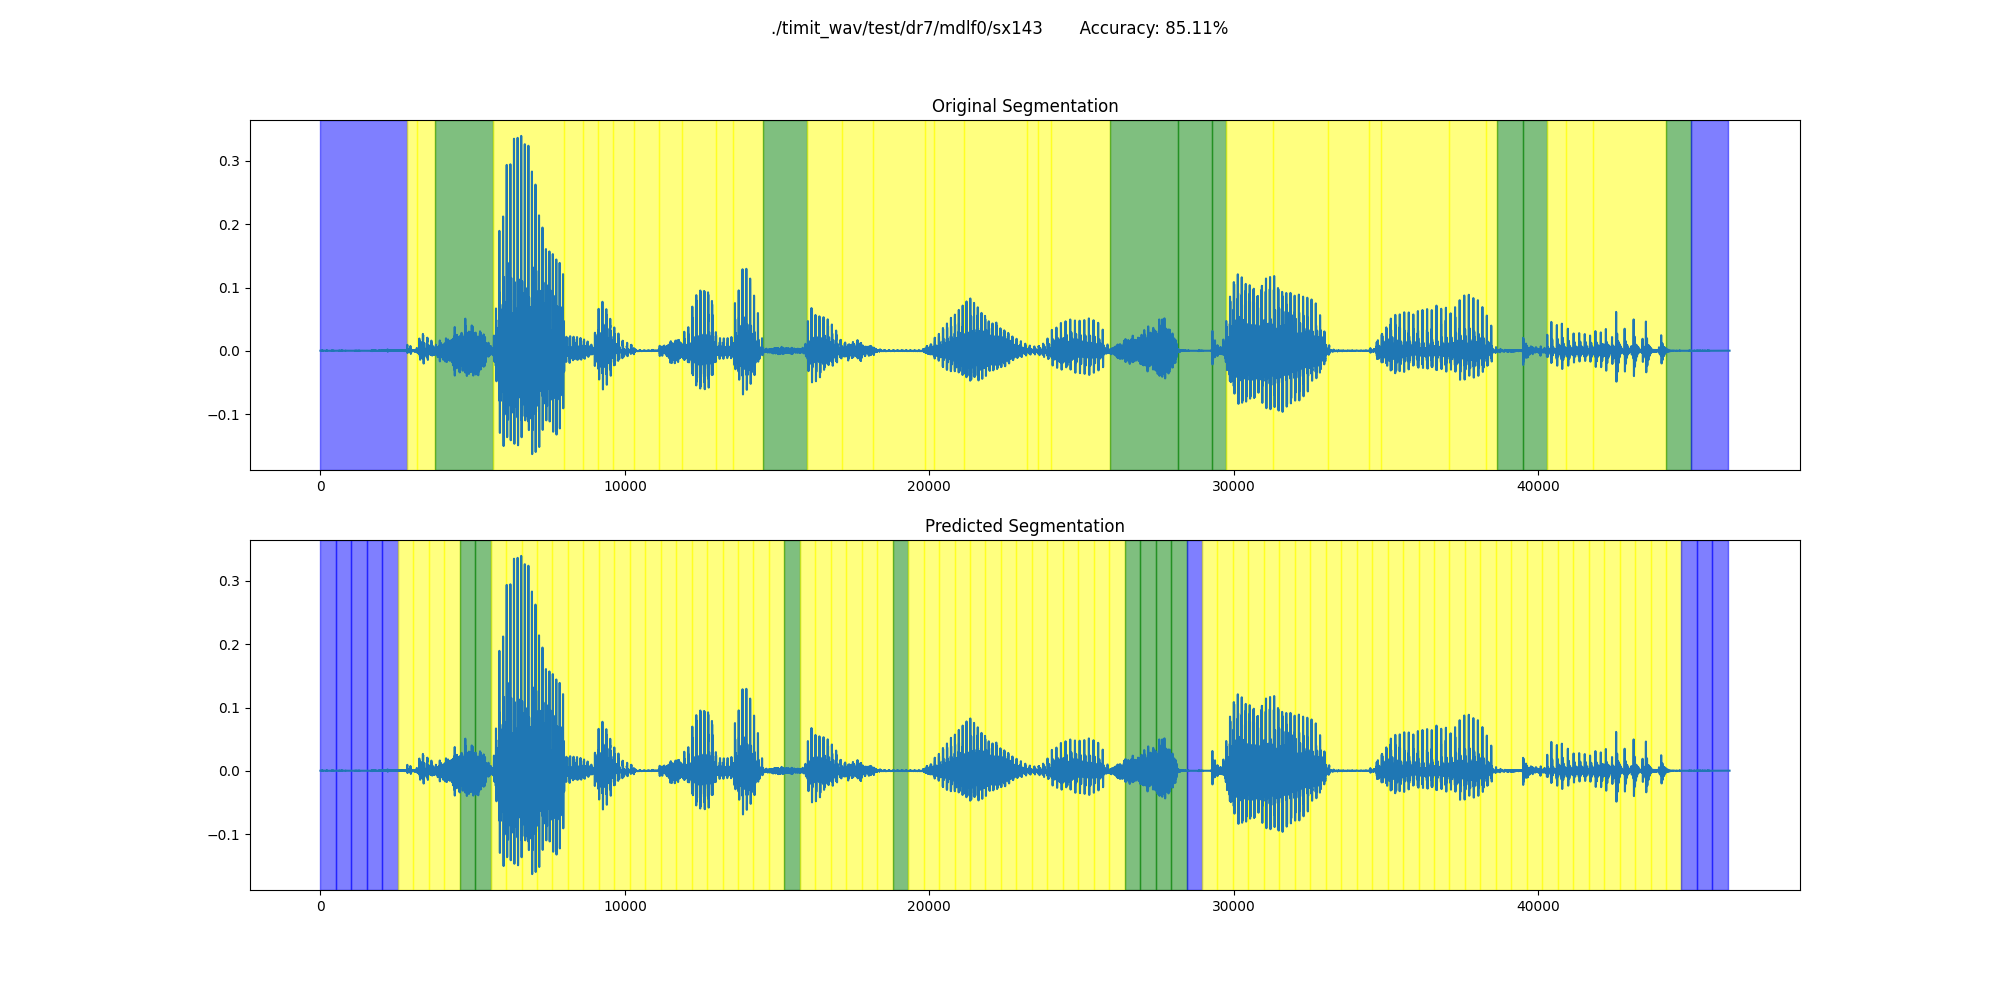 ./timit_wav/test/dr7/mdlf0/sx143 Accuracy: 85.11%
Original Segmentation
0.3
0.2
0.1
0.0
−0.1
0 10000 20000 30000 40000
Predicted Segmentation
0.3
0.2
0.1
0.0
−0.1
0 10000 20000 30000 40000